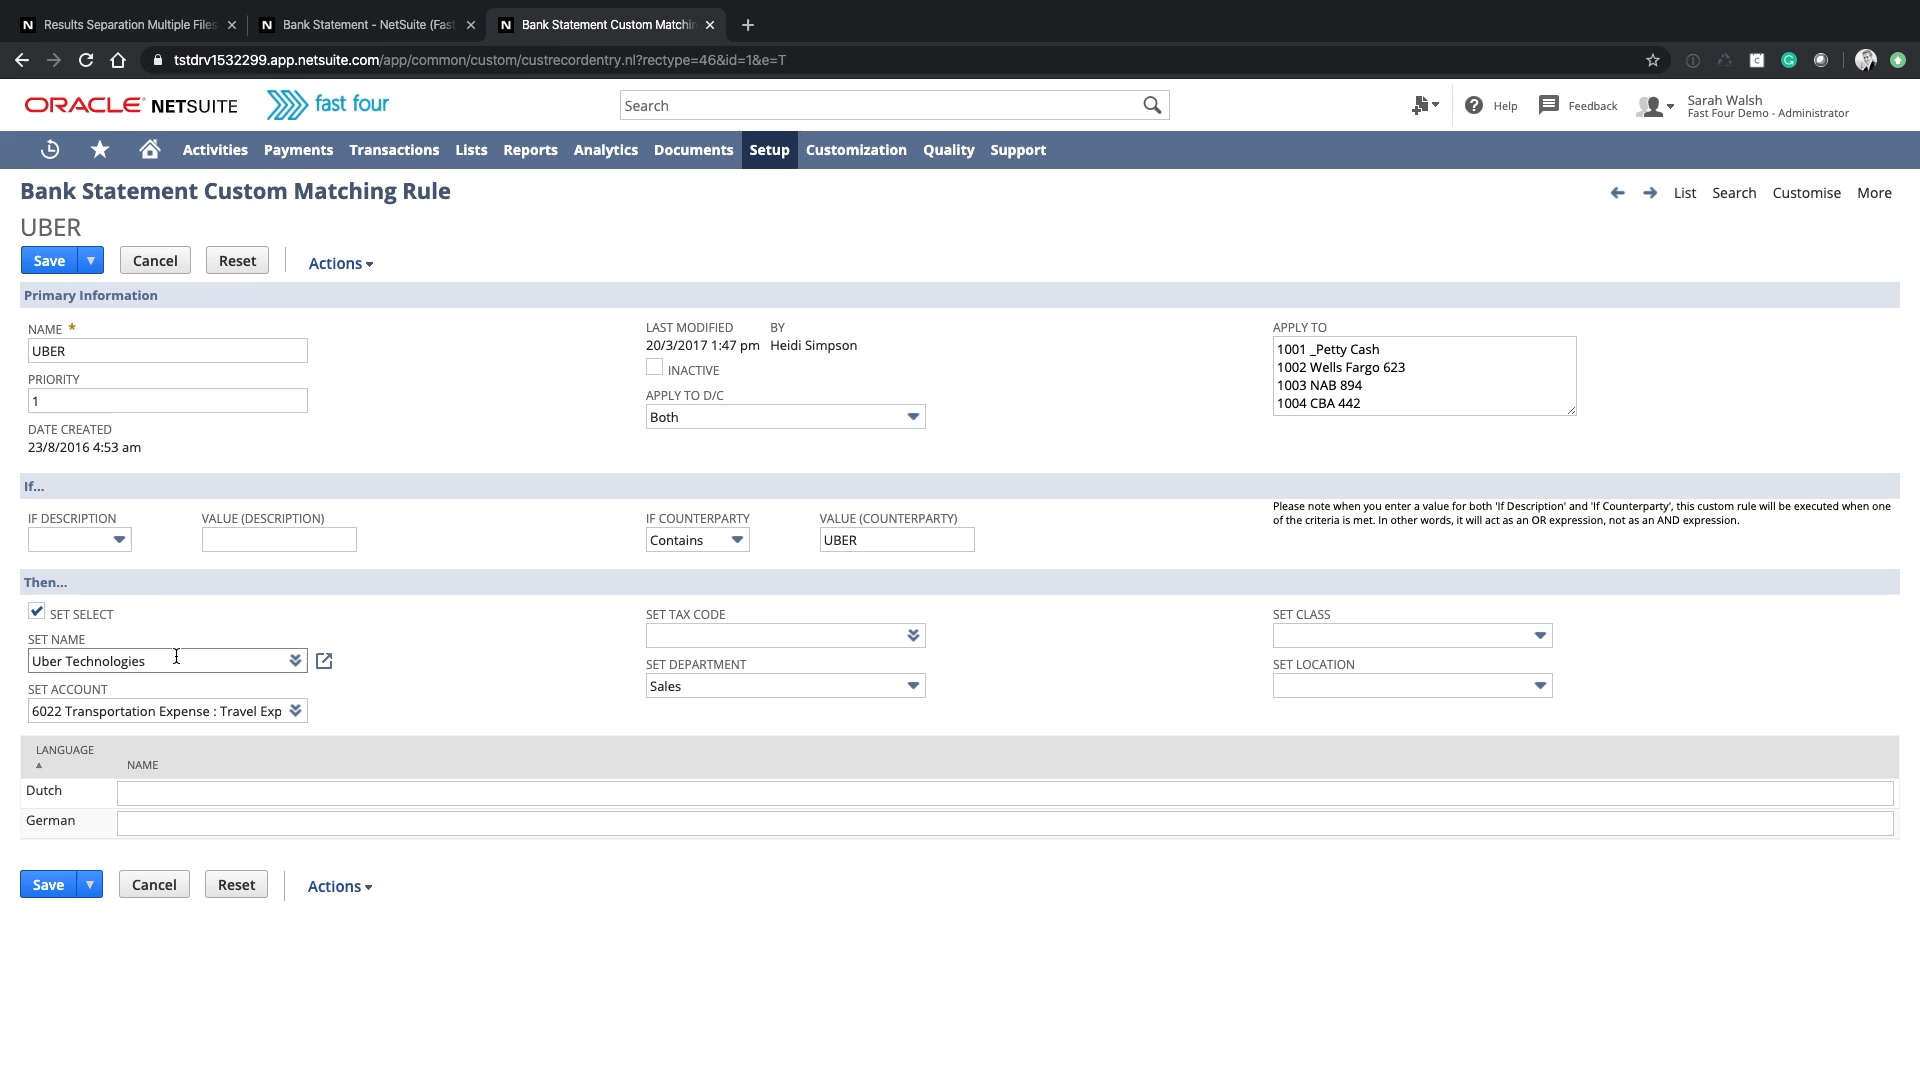 Results Separation Multiple Files
Bank Statement - NetSuite (Fast
Bank Statement Custom Matchin
tstdrv1532299.app.netsuite.com/app/common/custom/custrecordentry.nl?rectype=46&id=1&e=T
ORACLE NETSUITE
fast four
Search
Help
Feedback
Sarah Walsh
Fast Four Demo - Administrator
Activities Payments Transactions Lists Reports Analytics Documents Setup Customization Quality Support
Bank Statement Custom Matching Rule
List Search Customise More
UBER
Save Cancel Reset Actions
Primary Information
NAME *
UBER
PRIORITY
1
DATE CREATED
23/8/2016 4:53 am
LAST MODIFIED BY
20/3/2017 1:47 pm Heidi Simpson
INACTIVE
APPLY TO D/C
Both
APPLY TO
1001 _Petty Cash
1002 Wells Fargo 623
1003 NAB 894
1004 CBA 442
If...
IF DESCRIPTION
VALUE (DESCRIPTION)
IF COUNTERPARTY
Contains
VALUE (COUNTERPARTY)
UBER
Please note when you enter a value for both 'If Description' and 'If Counterparty', this custom rule will be executed when one
of the criteria is met. In other words, it will act as an OR expression, not as an AND expression.
Then...
SET SELECT
SET NAME
Uber Technologies
SET ACCOUNT
6022 Transportation Expense : Travel Exp
SET TAX CODE
SET DEPARTMENT
Sales
SET CLASS
SET LOCATION
LANGUAGE
NAME
Dutch
German
Save Cancel Reset Actions